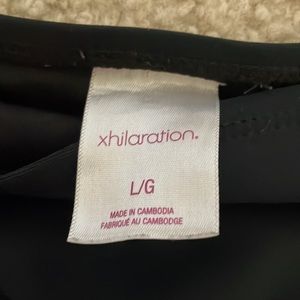 xhilaration.
L/G
MADE IN CAMBODIA
FABRIQUÉ AU CAMBODGE